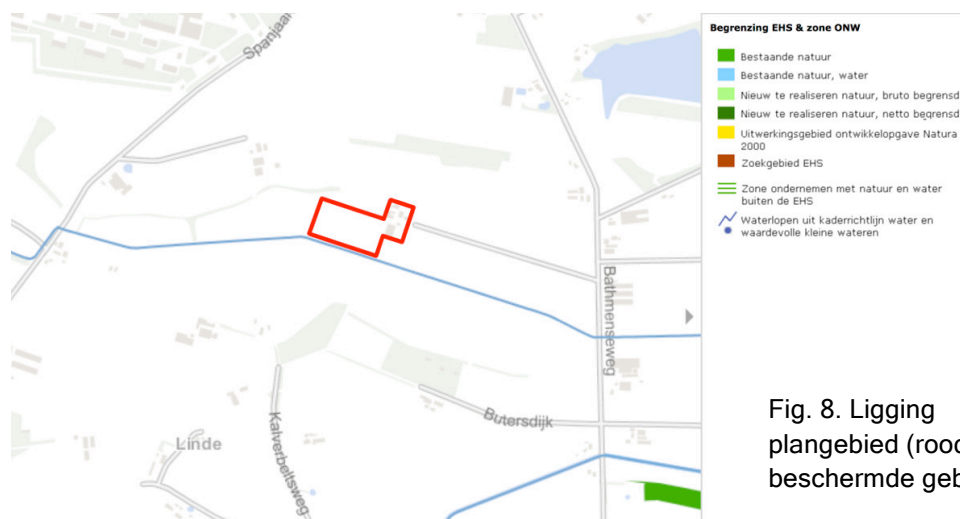 Spanjaar
Bathmenseweg
Butersdijk
Kalverbeltsweg
Linde
Begrenzing EHS & zone ONW
Bestaande natuur
Bestaande natuur, water
Nieuw te realiseren natuur, bruto begrensd
Nieuw te realiseren natuur, netto begrensd
Uitwerkingsgebied ontwikkelopgave Natura
2000
Zoekgebied EHS
Zone ondernemen met natuur en water
buiten de EHS
Waterlopen uit kaderrichtlijn water en
waardevolle kleine wateren
Fig. 8. Ligging
plangebied (rood
beschermde geb